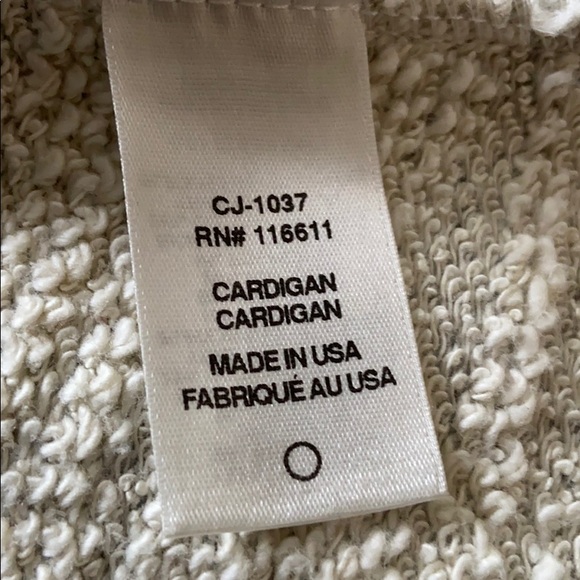 CJ-1037
RN# 116611
CARDIGAN
CARDIGAN
MADE IN USA
FABRIQUÉ AU USA